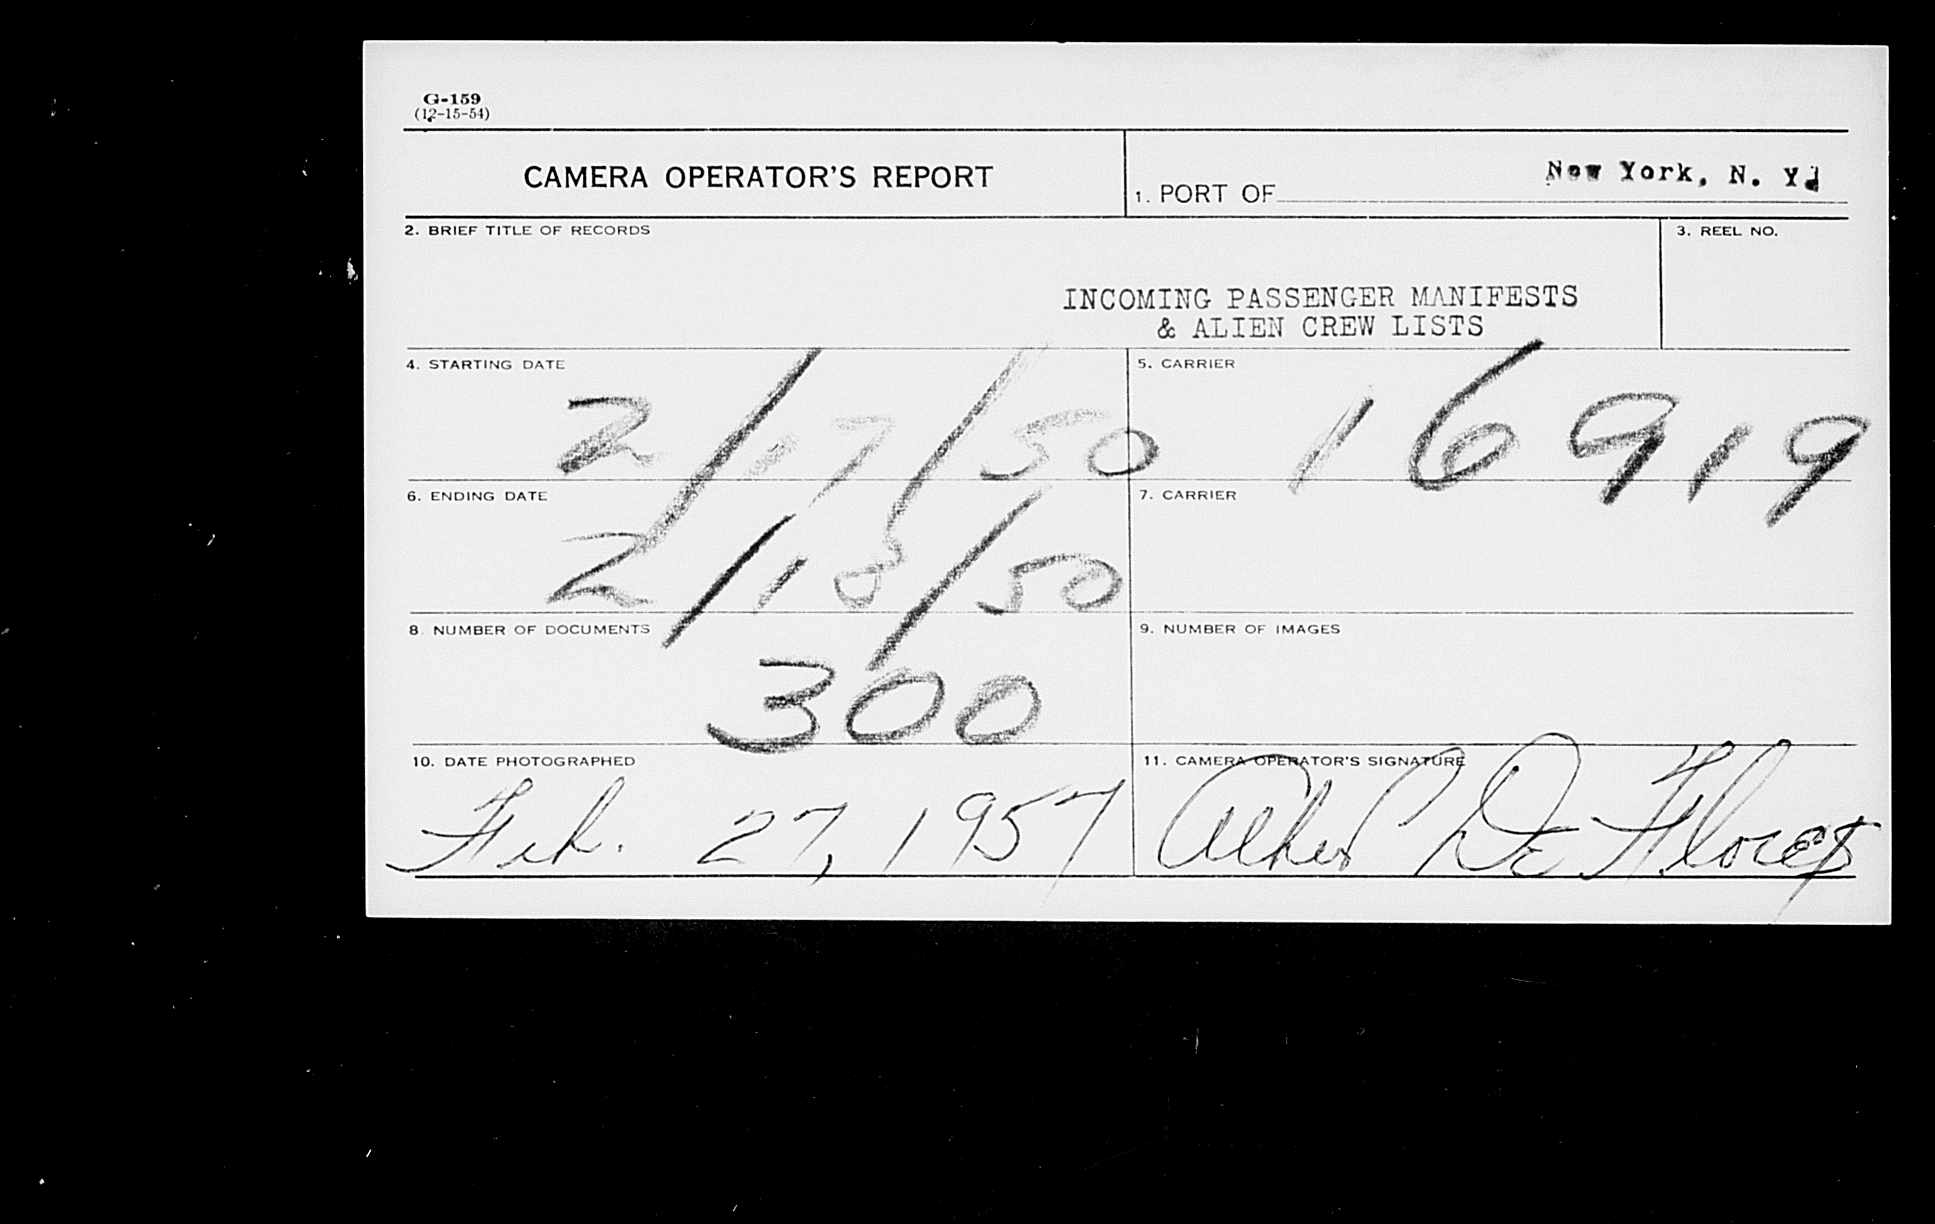 G-159
(12-15-54)
CAMERA OPERATOR'S REPORT
1. PORT OF New York, N. Y.
2. BRIEF TITLE OF RECORDS
3. REEL NO.
INCOMING PASSENGER MANIFESTS
& ALIEN CREW LISTS
4. STARTING DATE
2/17/50
5. CARRIER
16919
6. ENDING DATE
2/18/50
7. CARRIER
8. NUMBER OF DOCUMENTS
300
9. NUMBER OF IMAGES
10. DATE PHOTOGRAPHED
Feb. 27, 1957
11. CAMERA OPERATOR'S SIGNATURE
De